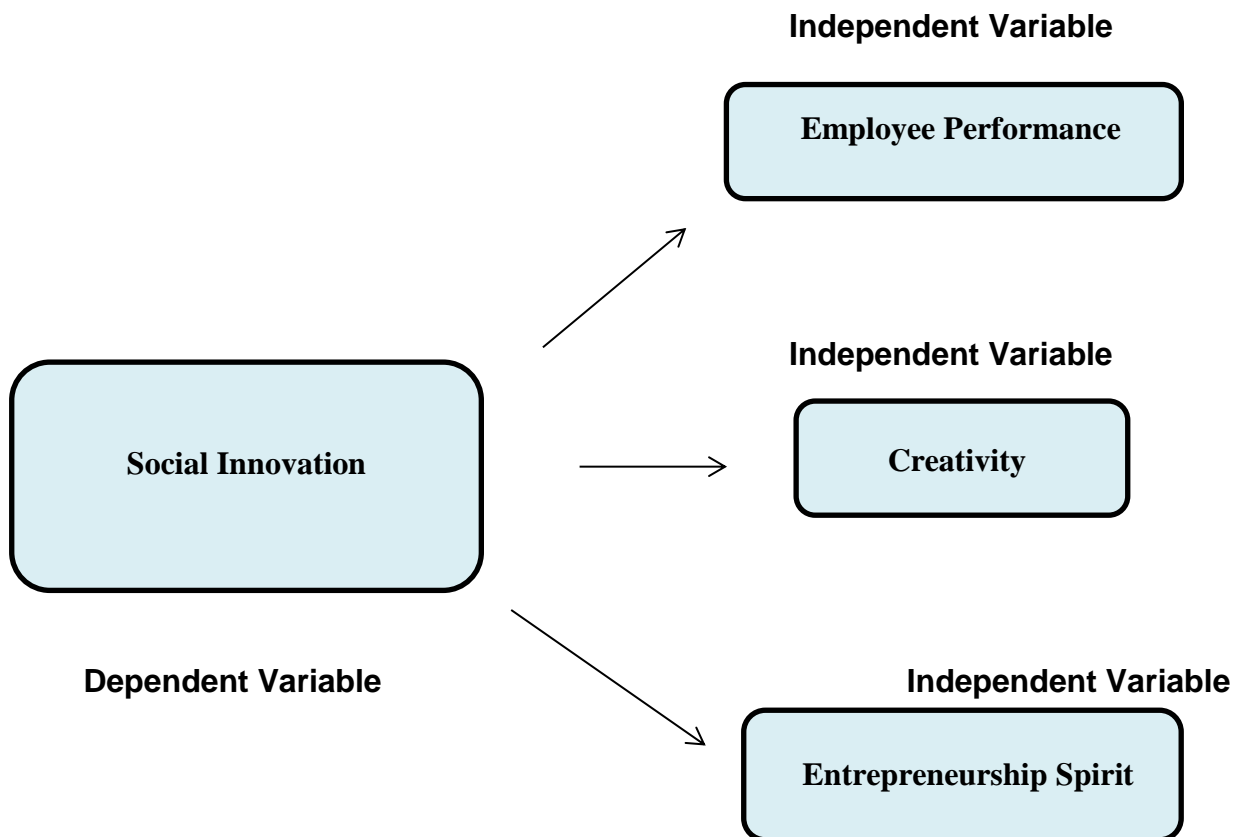 Independent Variable
Employee Performance
Independent Variable
Social Innovation
Creativity
Dependent Variable
Independent Variable
Entrepreneurship Spirit